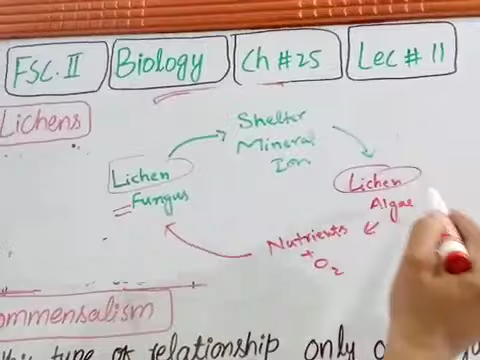 FSC. II Biology Ch # 25 Lec # 11
Lichens
Shelter
Mineral
Ion
Lichen
Fungus
Lichen
Algae
Nutrients
+
O2
ommensalism
type of relationship only